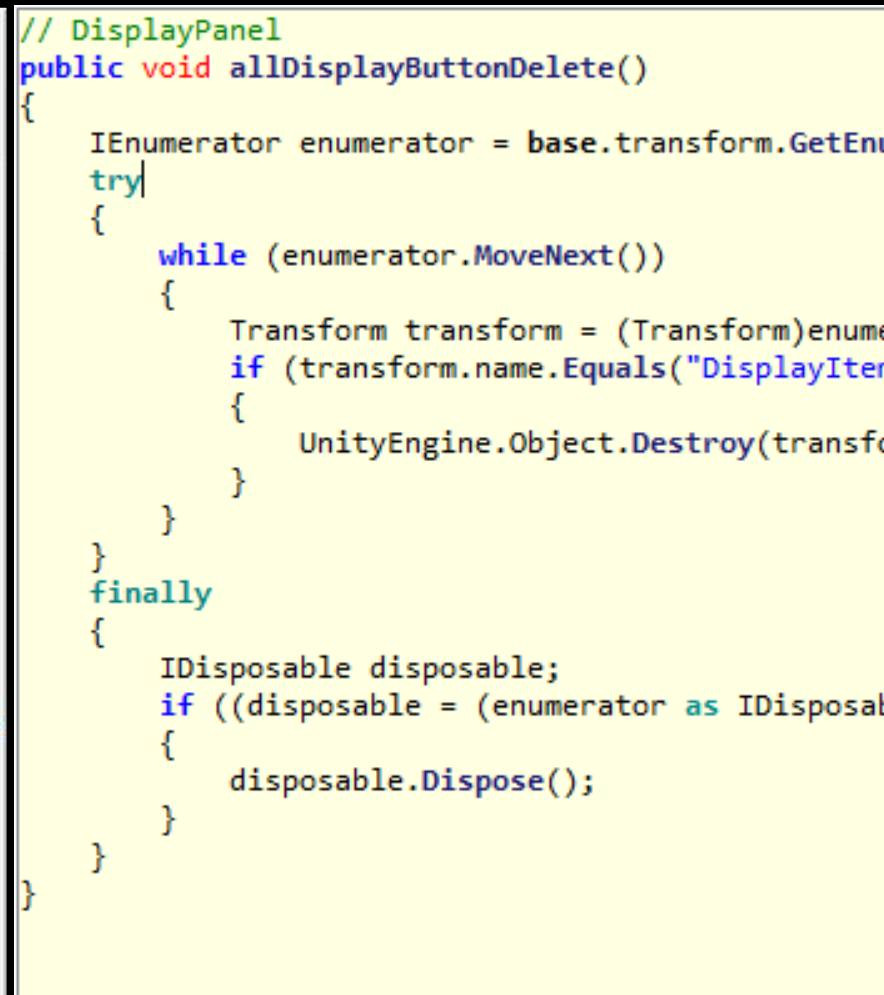 // DisplayPanel
public void allDisplayButtonDelete()
{
    IEnumerator enumerator = base.transform.GetEnu
    try
    {
        while (enumerator.MoveNext())
        {
            Transform transform = (Transform)enume
            if (transform.name.Equals("DisplayIte
            {
                UnityEngine.Object.Destroy(transfo
            }
        }
    }
    finally
    {
        IDisposable disposable;
        if ((disposable = (enumerator as IDisposab
        {
            disposable.Dispose();
        }
    }
}